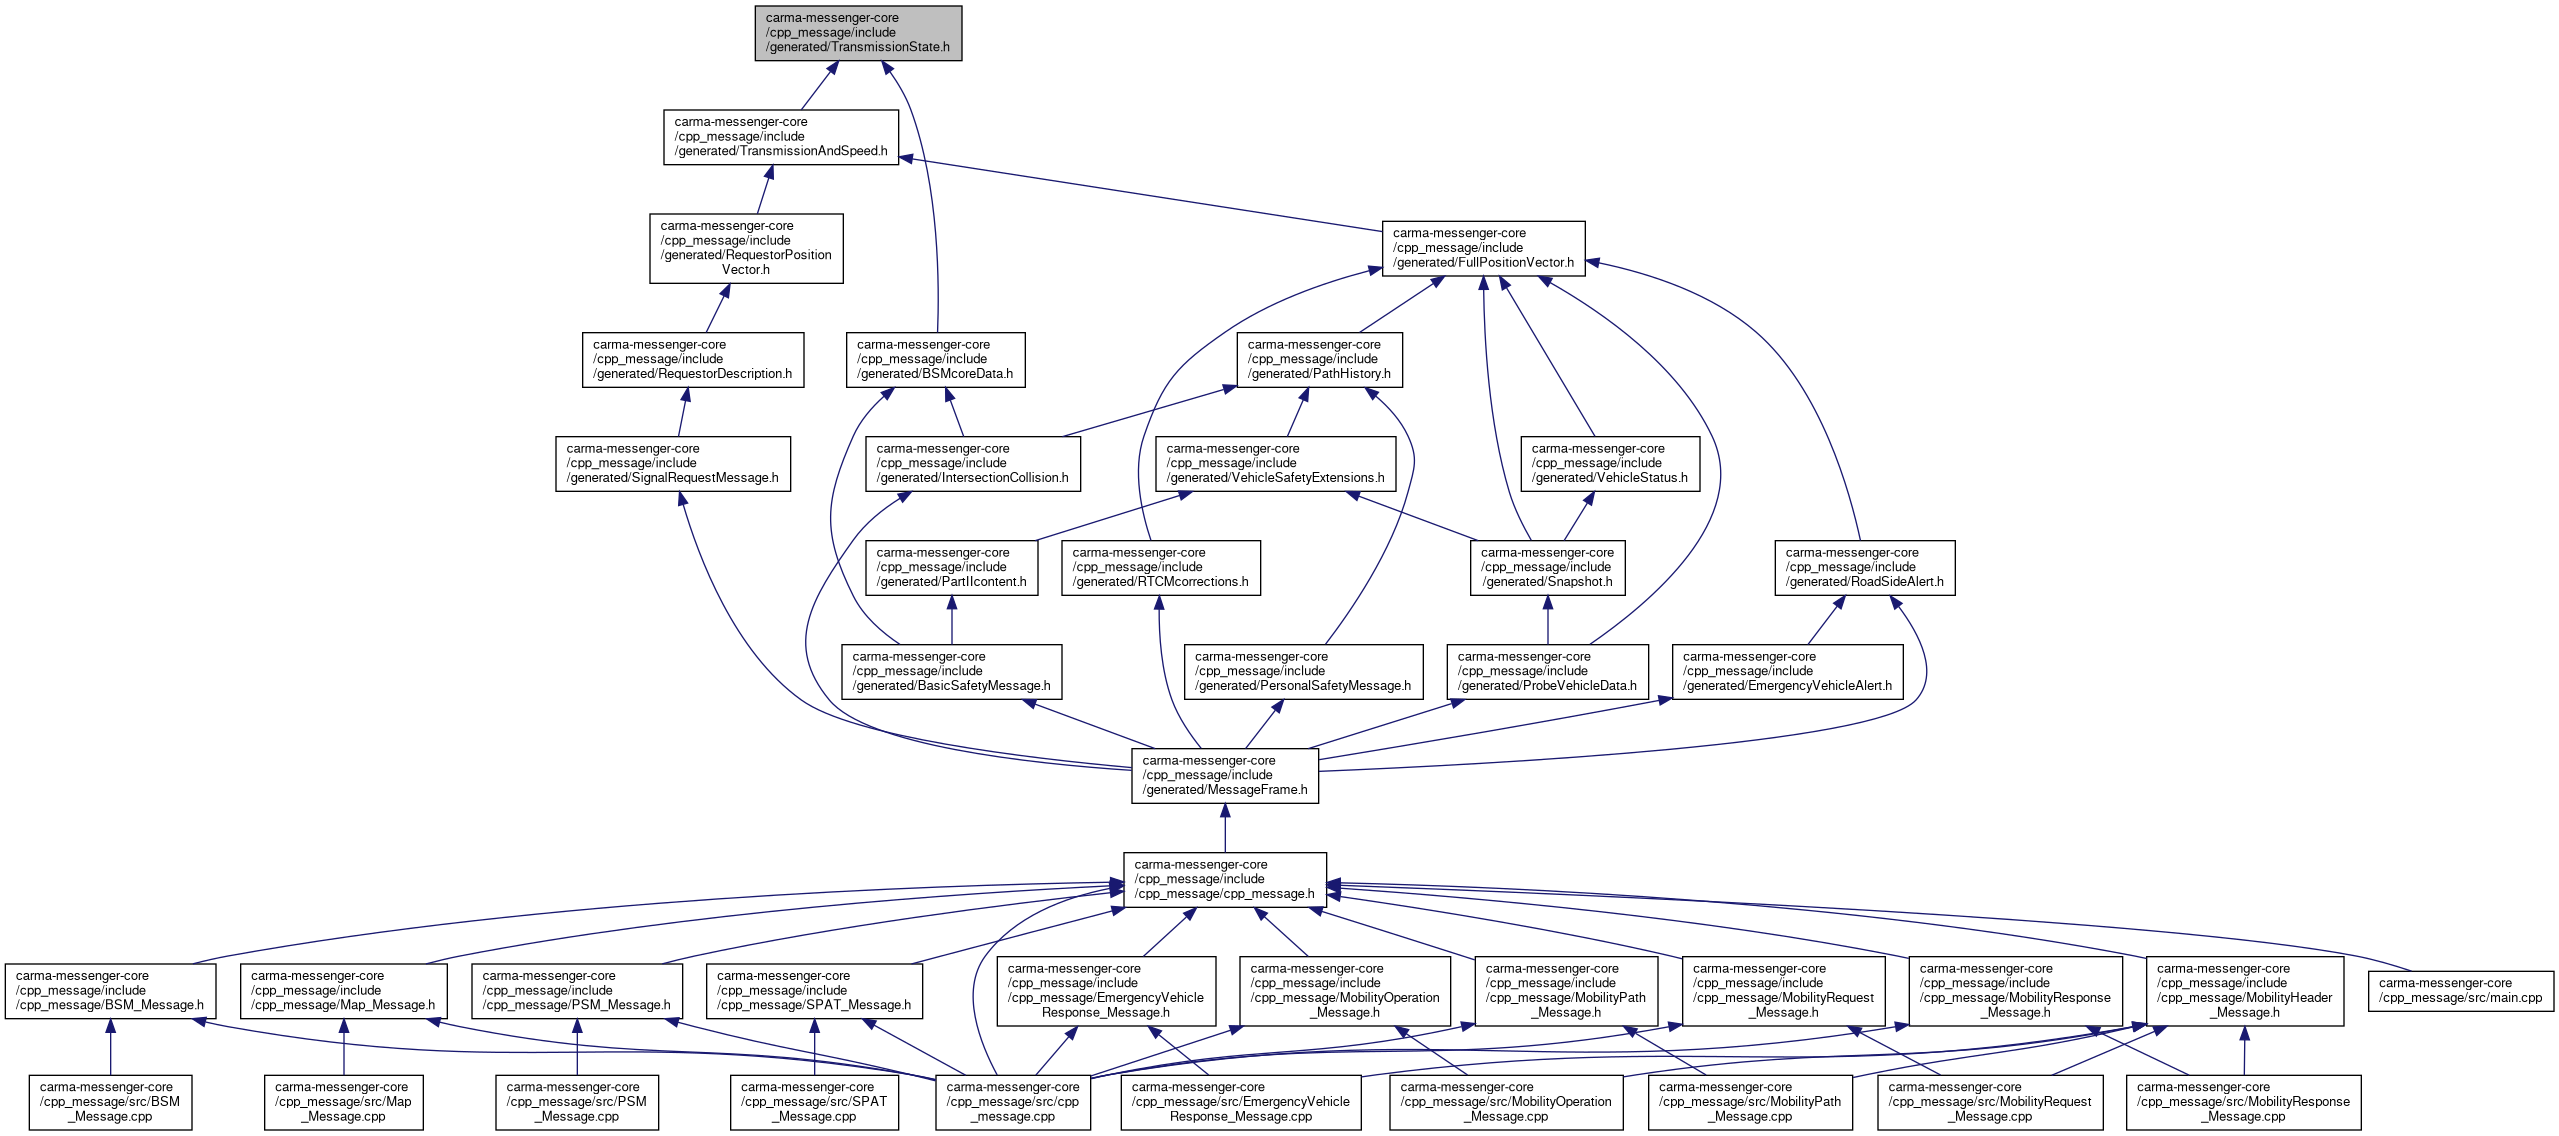 carma-messenger-core
/cpp_message/include
/generated/TransmissionState.h
carma-messenger-core
/cpp_message/include
/generated/TransmissionAndSpeed.h
carma-messenger-core
/cpp_message/include
/generated/RequestorPosition
Vector.h
carma-messenger-core
/cpp_message/include
/generated/FullPositionVector.h
carma-messenger-core
/cpp_message/include
/generated/RequestorDescription.h
carma-messenger-core
/cpp_message/include
/generated/BSMcoreData.h
carma-messenger-core
/cpp_message/include
/generated/PathHistory.h
carma-messenger-core
/cpp_message/include
/generated/SignalRequestMessage.h
carma-messenger-core
/cpp_message/include
/generated/IntersectionCollision.h
carma-messenger-core
/cpp_message/include
/generated/VehicleSafetyExtensions.h
carma-messenger-core
/cpp_message/include
/generated/VehicleStatus.h
carma-messenger-core
/cpp_message/include
/generated/PartIIcontent.h
carma-messenger-core
/cpp_message/include
/generated/RTCMcorrections.h
carma-messenger-core
/cpp_message/include
/generated/Snapshot.h
carma-messenger-core
/cpp_message/include
/generated/RoadSideAlert.h
carma-messenger-core
/cpp_message/include
/generated/BasicSafetyMessage.h
carma-messenger-core
/cpp_message/include
/generated/PersonalSafetyMessage.h
carma-messenger-core
/cpp_message/include
/generated/ProbeVehicleData.h
carma-messenger-core
/cpp_message/include
/generated/EmergencyVehicleAlert.h
carma-messenger-core
/cpp_message/include
/generated/MessageFrame.h
carma-messenger-core
/cpp_message/include
/cpp_message/cpp_message.h
carma-messenger-core
/cpp_message/include
/cpp_message/BSM_Message.h
carma-messenger-core
/cpp_message/include
/cpp_message/Map_Message.h
carma-messenger-core
/cpp_message/include
/cpp_message/PSM_Message.h
carma-messenger-core
/cpp_message/include
/cpp_message/SPAT_Message.h
carma-messenger-core
/cpp_message/include
/cpp_message/EmergencyVehicle
Response_Message.h
carma-messenger-core
/cpp_message/include
/cpp_message/MobilityOperation
_Message.h
carma-messenger-core
/cpp_message/include
/cpp_message/MobilityPath
_Message.h
carma-messenger-core
/cpp_message/include
/cpp_message/MobilityRequest
_Message.h
carma-messenger-core
/cpp_message/include
/cpp_message/MobilityResponse
_Message.h
carma-messenger-core
/cpp_message/include
/cpp_message/MobilityHeader
_Message.h
carma-messenger-core
/cpp_message/src/main.cpp
carma-messenger-core
/cpp_message/src/BSM
_Message.cpp
carma-messenger-core
/cpp_message/src/Map
_Message.cpp
carma-messenger-core
/cpp_message/src/PSM
_Message.cpp
carma-messenger-core
/cpp_message/src/SPAT
_Message.cpp
carma-messenger-core
/cpp_message/src/cpp
_message.cpp
carma-messenger-core
/cpp_message/src/EmergencyVehicle
Response_Message.cpp
carma-messenger-core
/cpp_message/src/MobilityOperation
_Message.cpp
carma-messenger-core
/cpp_message/src/MobilityPath
_Message.cpp
carma-messenger-core
/cpp_message/src/MobilityRequest
_Message.cpp
carma-messenger-core
/cpp_message/src/MobilityResponse
_Message.cpp